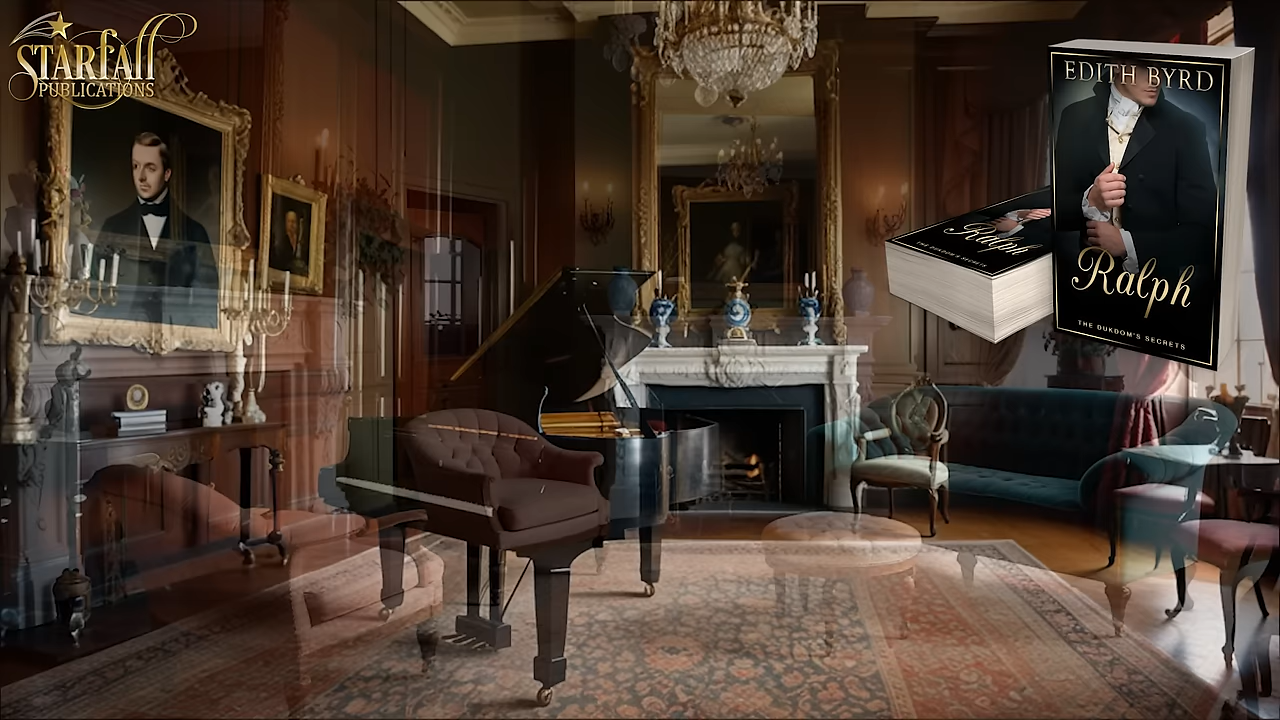 STARfall
PUBLICATIONS
EDITH BYRD
Ralph
THE DUKDOM'S SECRETS
Ralph
THE DUKDOM'S SECRETS